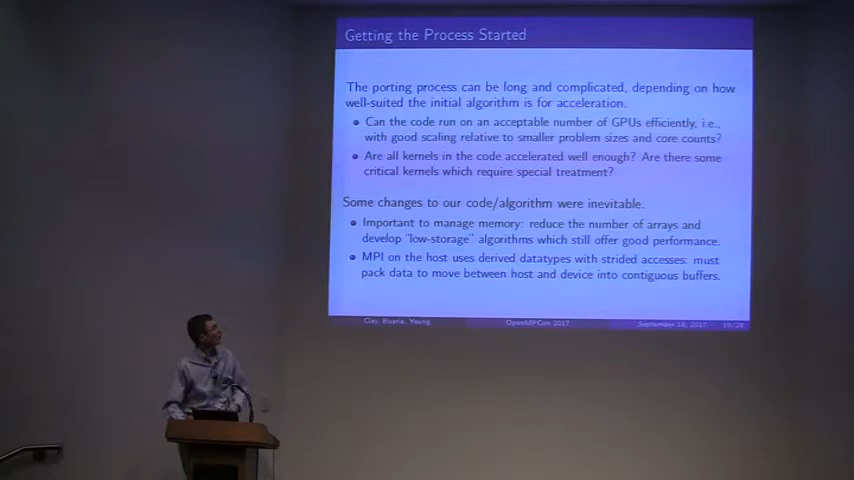 Getting the Process Started
The porting process can be long and complicated, depending on how
well-suited the initial algorithm is for acceleration.
Can the code run on an acceptable number of GPUs efficiently, i.e.,
with good scaling relative to smaller problem sizes and core counts?
Are all kernels in the code accelerated well enough? Are there some
critical kernels which require special treatment?
Some changes to our code/algorithm were inevitable.
Important to manage memory: reduce the number of arrays and
develop "low-storage" algorithms which still offer good performance.
MPI on the host uses derived datatypes with strided accesses: must
pack data to move between host and device into contiguous buffers.
Clay, Buaria, Yeung OpenMPCon 2017 September 18, 2017